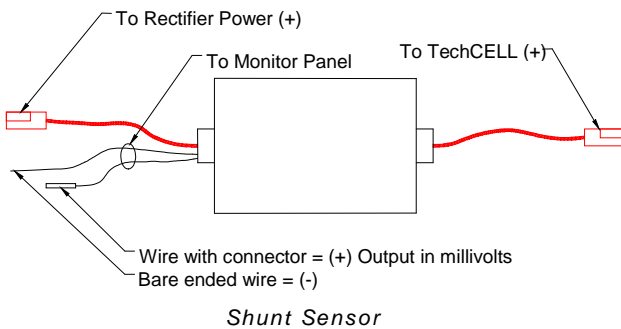 To Rectifier Power (+)
To Monitor Panel
To TechCELL (+)
Wire with connector = (+) Output in millivolts
Bare ended wire = (-)
Shunt Sensor